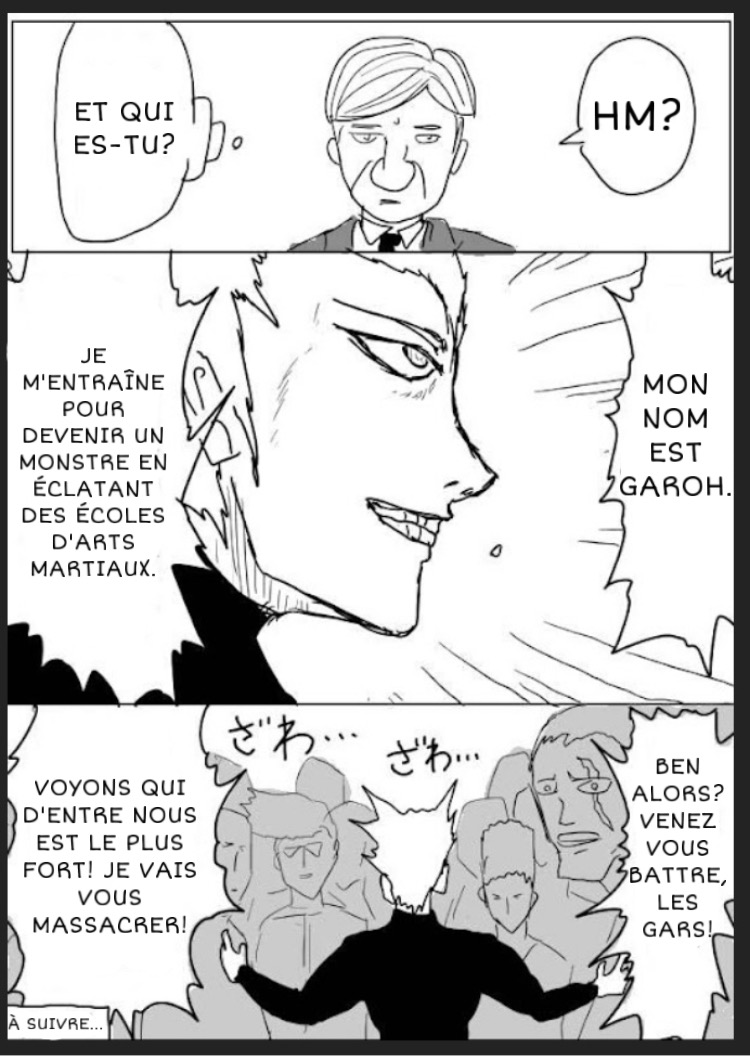 HM?
ET QUI
ES-TU?
MON
NOM
EST
GAROH.
JE
M'ENTRAÎNE
POUR
DEVENIR UN
MONSTRE EN
ÉCLATANT
DES ÉCOLES
D'ARTS
MARTIAUX.
BEN
ALORS?
VENEZ
VOUS
BATTRE,
LES
GARS!
ざわ…
ざわ…
VOYONS QUI
D'ENTRE NOUS
EST LE PLUS
FORT! JE VAIS
VOUS
MASSACRER!
À SUIVRE...